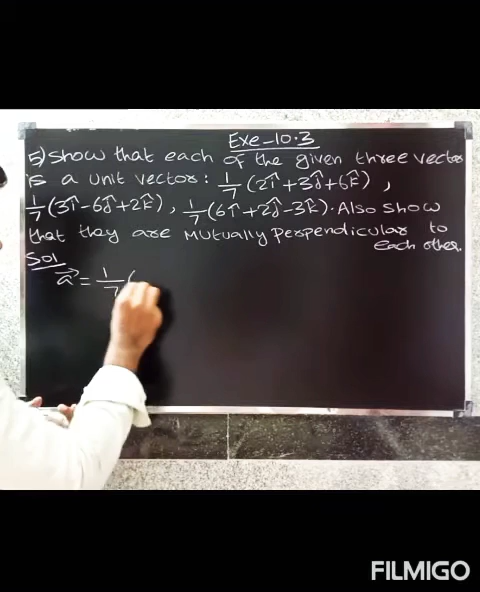 Exe-10.3
5) Show that each of the given three vector
is a unit vector: 1/7 (2î+3ĵ+6k̂),
1/7 (3î-6ĵ+2k̂), 1/7 (6î+2ĵ-3k̂). Also show
that they are mutually perpendicular to
each other.
Sol
a⃗ = 1/7 (
FILMIGO